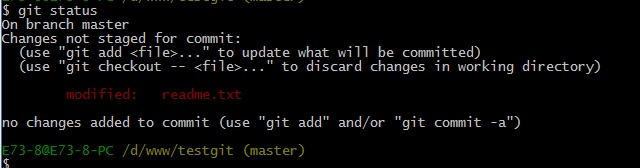 $ git status
On branch master
Changes not staged for commit:
  (use "git add <file>..." to update what will be committed)
  (use "git checkout -- <file>..." to discard changes in working directory)
        modified:   readme.txt
no changes added to commit (use "git add" and/or "git commit -a")
E73-8@E73-8-PC /d/www/testgit (master)
$